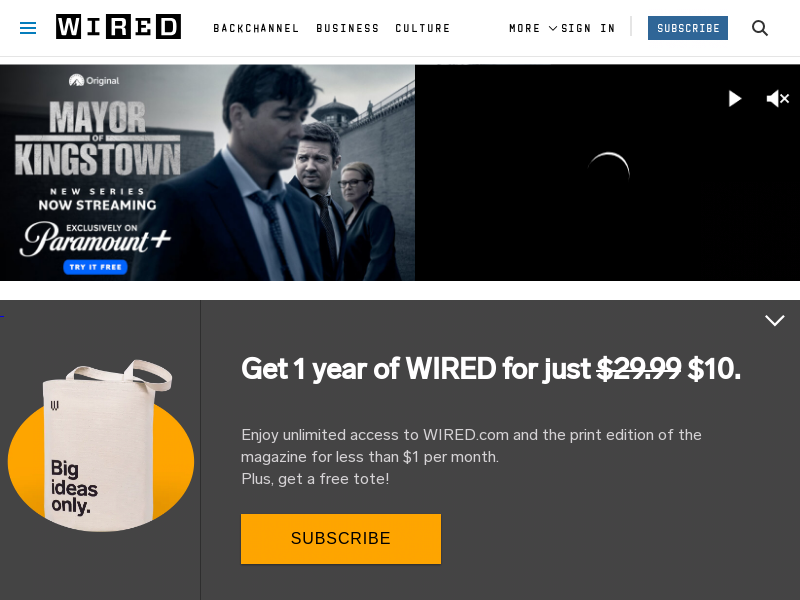 WIRED
BACKCHANNEL BUSINESS CULTURE MORE SIGN IN SUBSCRIBE
Original
MAYOR
OF
KINGSTOWN
NEW SERIES
NOW STREAMING
EXCLUSIVELY ON
Paramount+
TRY IT FREE
Get 1 year of WIRED for just $29.99 $10.
W
Big
ideas
only.
Enjoy unlimited access to WIRED.com and the print edition of the
magazine for less than $1 per month.
Plus, get a free tote!
SUBSCRIBE